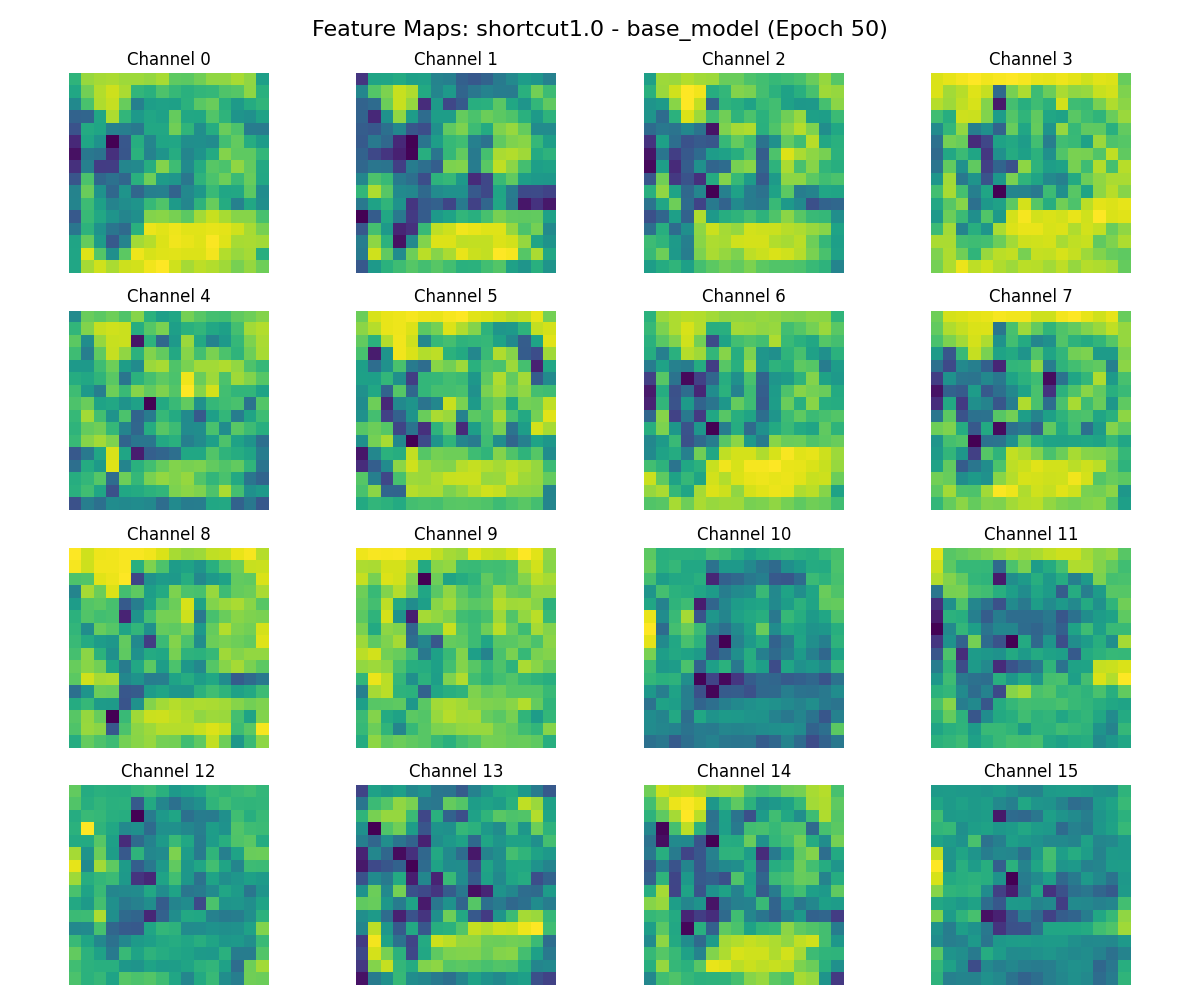 Feature Maps: shortcut1.0 - base_model (Epoch 50)
Channel 0
Channel 1
Channel 2
Channel 3
Channel 4
Channel 5
Channel 6
Channel 7
Channel 8
Channel 9
Channel 10
Channel 11
Channel 12
Channel 13
Channel 14
Channel 15